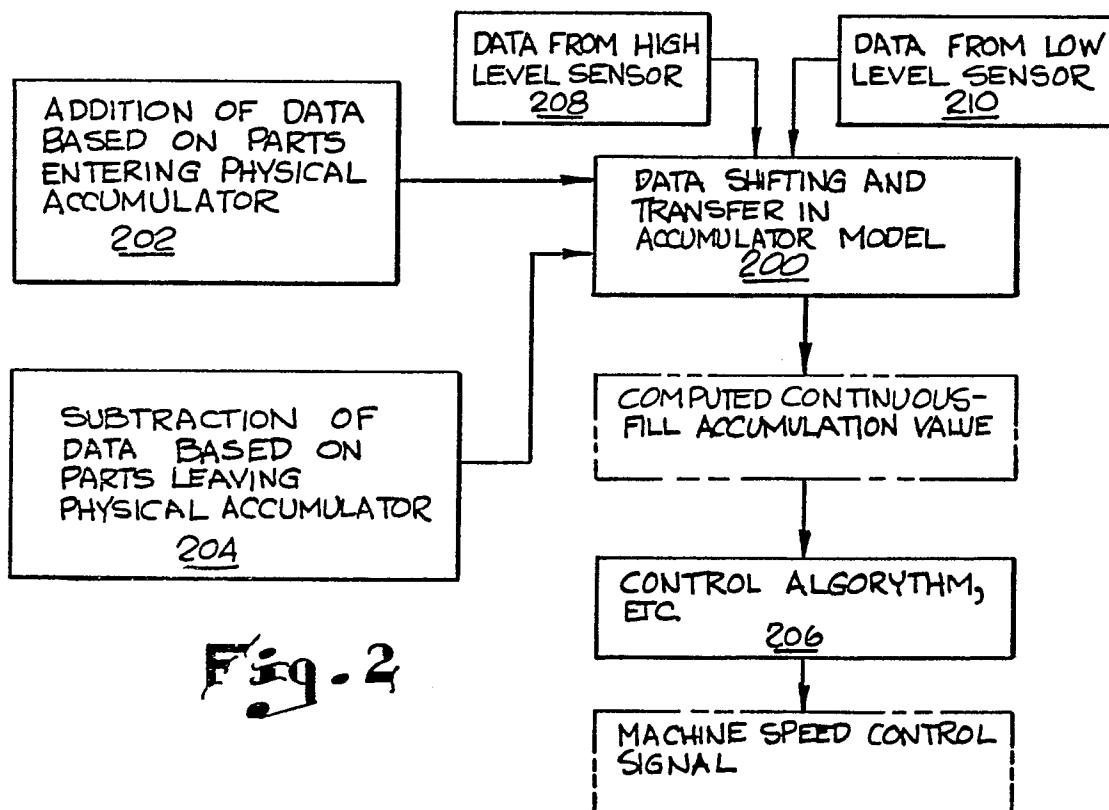 DATA FROM HIGH
LEVEL SENSOR
208
DATA FROM LOW
LEVEL SENSOR
210
ADDITION OF DATA
BASED ON PARTS
ENTERING PHYSICAL
ACCUMULATOR
202
DATA SHIFTING AND
TRANSFER IN
ACCUMULATOR MODEL
200
SUBTRACTION OF
DATA BASED ON
PARTS LEAVING
PHYSICAL ACCUMULATOR
204
COMPUTED CONTINUOUS-
FILL ACCUMULATION VALUE
CONTROL ALGORYTHM,
ETC.
206
MACHINE SPEED CONTROL
SIGNAL
Fig. 2